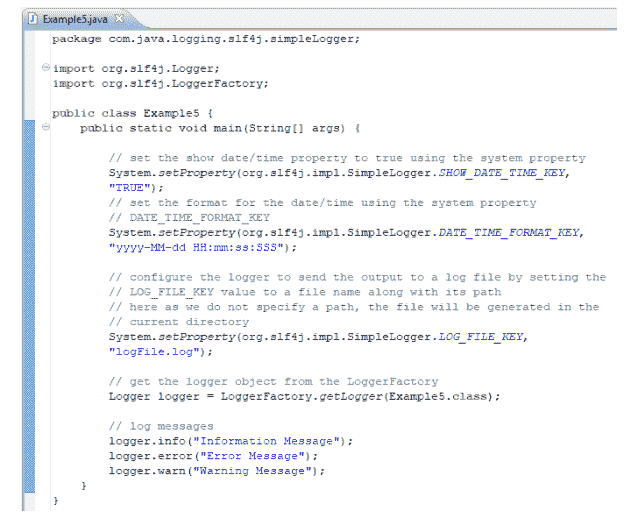 Example5.java
package com.java.logging.slf4j.simpleLogger;
import org.slf4j.Logger;
import org.slf4j.LoggerFactory;
public class Example5 {
public static void main(String[] args) {
// set the show date/time property to true using the system property
System.setProperty(org.slf4j.impl.SimpleLogger.SHOW_DATE_TIME_KEY,
"TRUE");
// set the format for the date/time using the system property
// DATE_TIME_FORMAT_KEY
System.setProperty(org.slf4j.impl.SimpleLogger.DATE_TIME_FORMAT_KEY,
"yyyy-MM-dd HH:mm:ss:SSS");
// configure the logger to send the output to a log file by setting the
// LOG_FILE_KEY value to a file name along with its path
// here as we do not specify a path, the file will be generated in the
// current directory
System.setProperty(org.slf4j.impl.SimpleLogger.LOG_FILE_KEY,
"logFile.log");
// get the logger object from the LoggerFactory
Logger logger = LoggerFactory.getLogger(Example5.class);
// log messages
logger.info("Information Message");
logger.error("Error Message");
logger.warn("Warning Message");
}
}